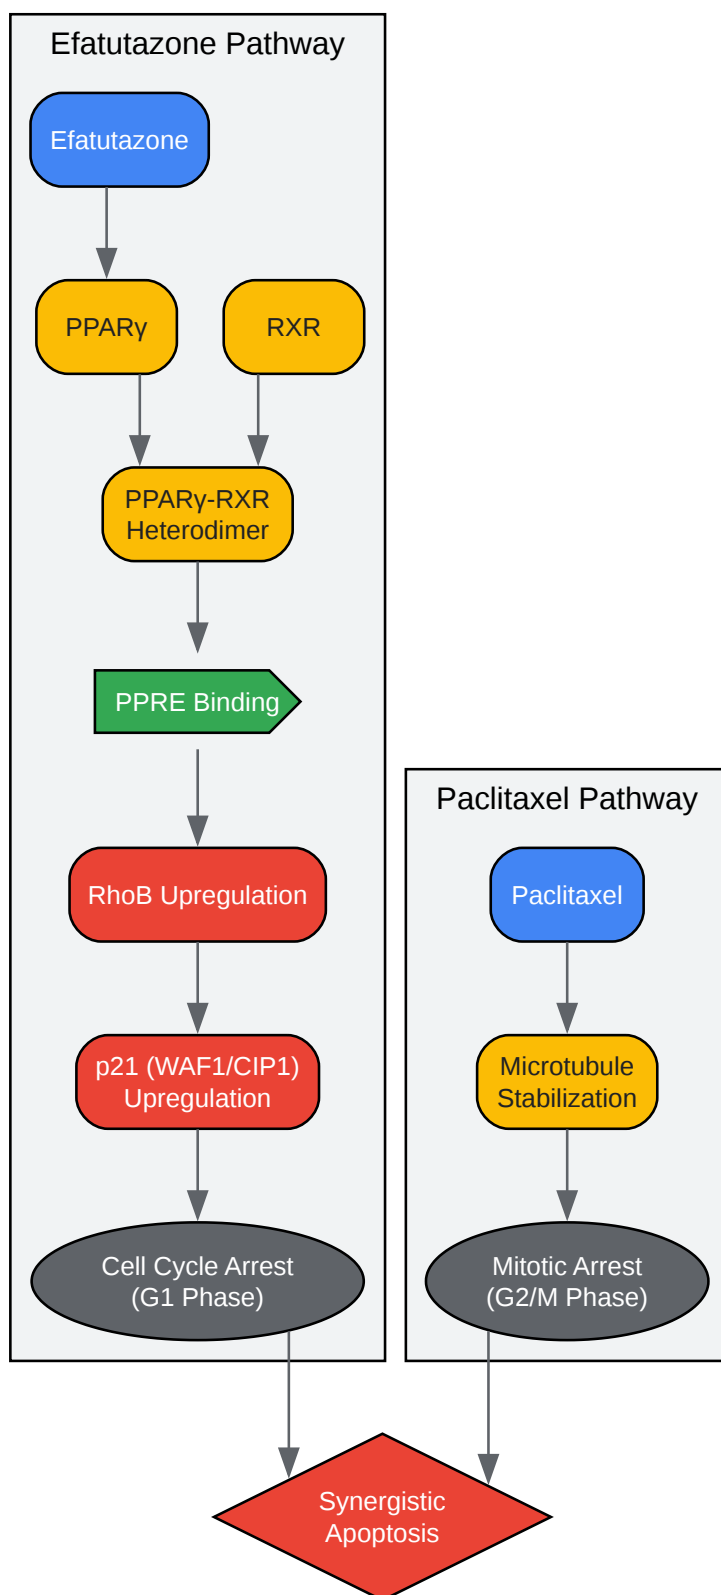 Efatutazone Pathway
Efatutazone
PPARγ
RXR
PPARγ-RXR
Heterodimer
PPRE Binding
RhoB Upregulation
p21 (WAF1/CIP1)
Upregulation
Cell Cycle Arrest
(G1 Phase)
Paclitaxel Pathway
Paclitaxel
Microtubule
Stabilization
Mitotic Arrest
(G2/M Phase)
Synergistic
Apoptosis